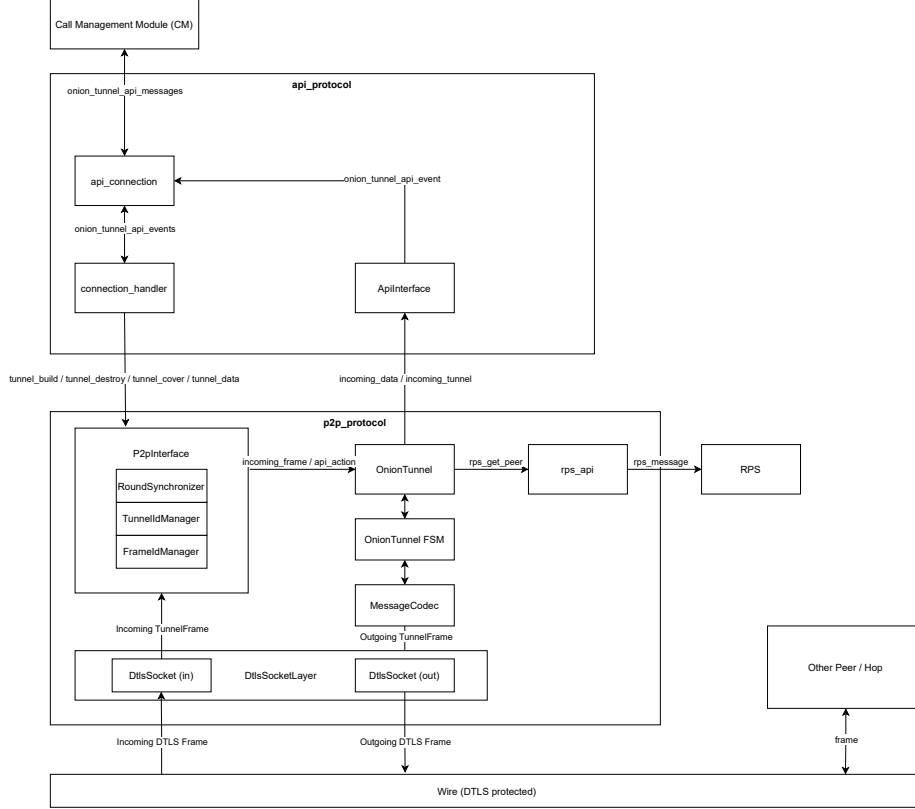 Call Management Module (CM)
api_protocol
onion_tunnel_api_messages
api_connection
onion_tunnel_api_event
onion_tunnel_api_events
connection_handler
ApiInterface
tunnel_build / tunnel_destroy / tunnel_cover / tunnel_data
incoming_data / incoming_tunnel
p2p_protocol
P2pInterface
incoming_frame / api_action
OnionTunnel
rps_get_peer
rps_api
rps_message
RPS
RoundSynchronizer
TunnelIdManager
FrameIdManager
OnionTunnel FSM
MessageCodec
Incoming TunnelFrame
Outgoing TunnelFrame
DtlsSocket (in)
DtlsSocketLayer
DtlsSocket (out)
Other Peer / Hop
Incoming DTLS Frame
Outgoing DTLS Frame
frame
Wire (DTLS protected)